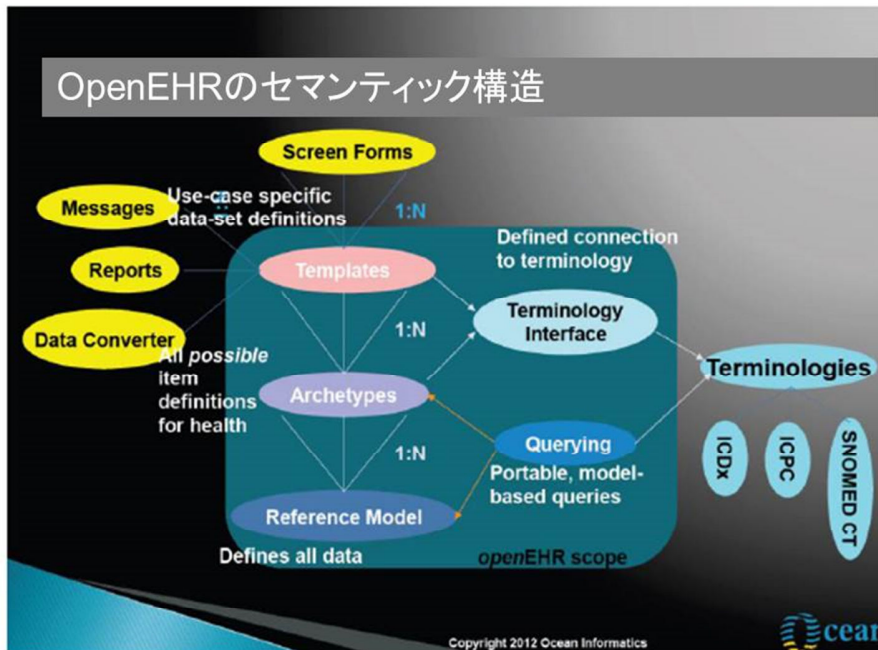 OpenEHRのセマンティック構造
Screen Forms
Messages
Use-case specific
data-set definitions
1:N
Reports
Templates
Defined connection
to terminology
Data Converter
1:N
Terminology
Interface
All possible
item
definitions
for health
Archetypes
Terminologies
1:N
Querying
Portable, model-
based queries
ICDx
ICPC
SNOMED CT
Reference Model
Defines all data
openEHR scope
Copyright 2012 Ocean Informatics
cean